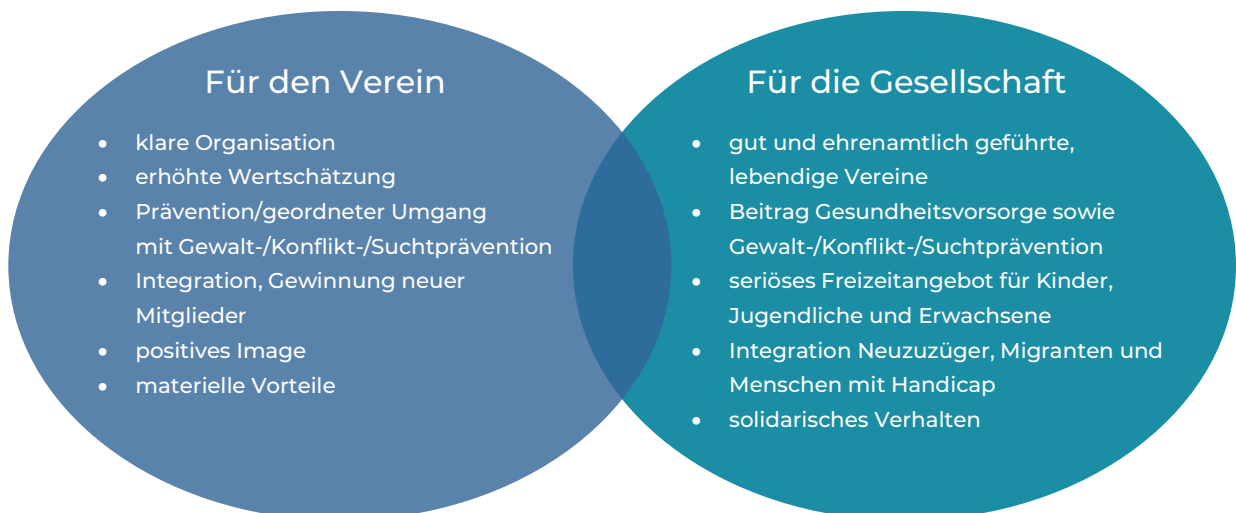 Für den Verein
• klare Organisation
• erhöhte Wertschätzung
• Prävention/geordneter Umgang
mit Gewalt-/Konflikt-/Suchtprävention
• Integration, Gewinnung neuer
Mitglieder
• positives Image
• materielle Vorteile
Für die Gesellschaft
• gut und ehrenamtlich geführte,
lebendige Vereine
• Beitrag Gesundheitsvorsorge sowie
Gewalt-/Konflikt-/Suchtprävention
• seriöses Freizeitangebot für Kinder,
Jugendliche und Erwachsene
• Integration Neuzuzüger, Migranten und
Menschen mit Handicap
• solidarisches Verhalten